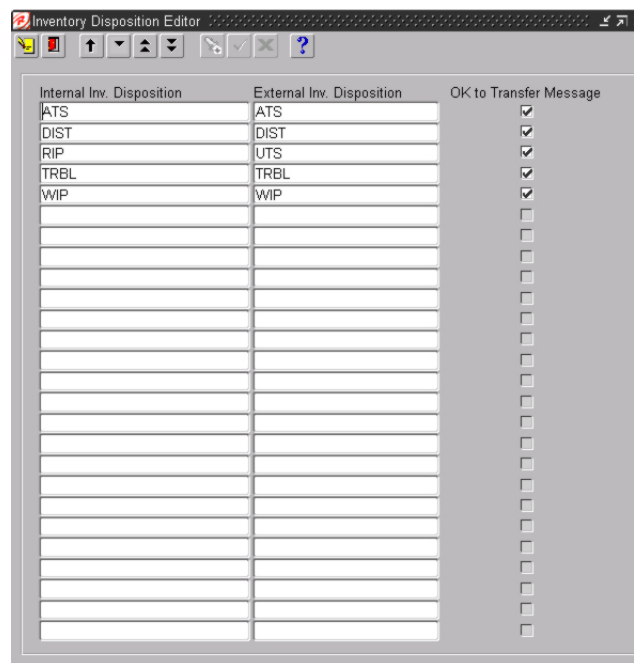 Inventory Disposition Editor
?
Internal Inv. Disposition External Inv. Disposition OK to Transfer Message
ATS ATS
DIST DIST
RIP UTS
TRBL TRBL
WIP WIP